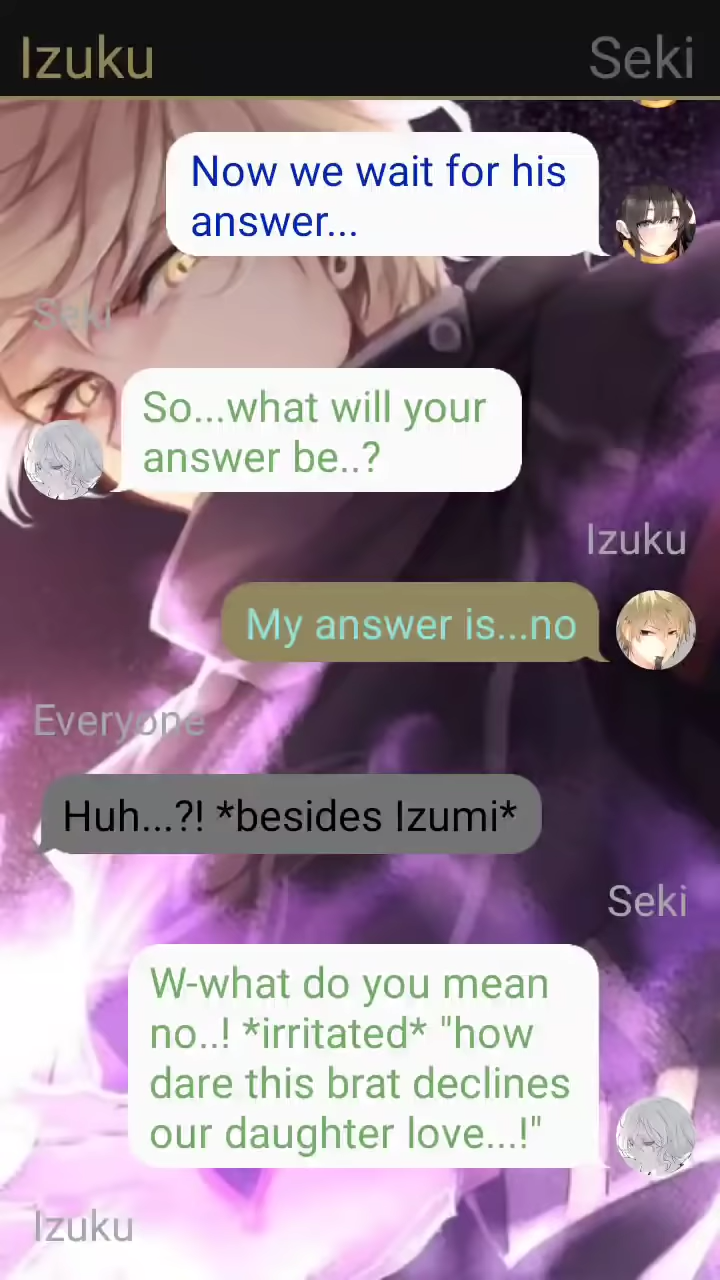 Izuku Seki
Now we wait for his
answer...
Seki
So...what will your
answer be..?
Izuku
My answer is...no
Everyone
Huh...?! *besides Izumi*
Seki
W-what do you mean
no..! *irritated* "how
dare this brat declines
our daughter love...!"
Izuku